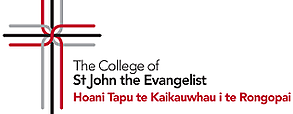 The College of
St John the Evangelist
Hoani Tapu te Kaikauwhau i te Rongopai